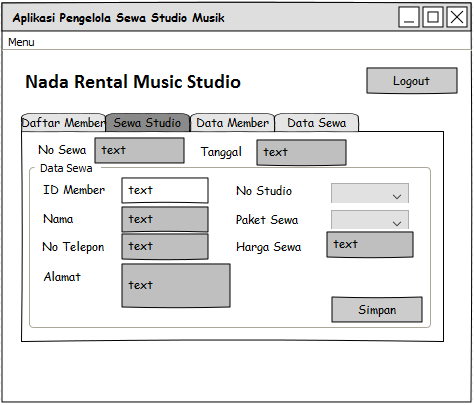 Aplikasi Pengelola Sewa Studio Musik
Menu
Nada Rental Music Studio
Logout
Daftar Member Sewa Studio Data Member Data Sewa
No Sewa text Tanggal text
Data Sewa
ID Member text No Studio
Nama text Paket Sewa
No Telepon text Harga Sewa text
Alamat text
Simpan